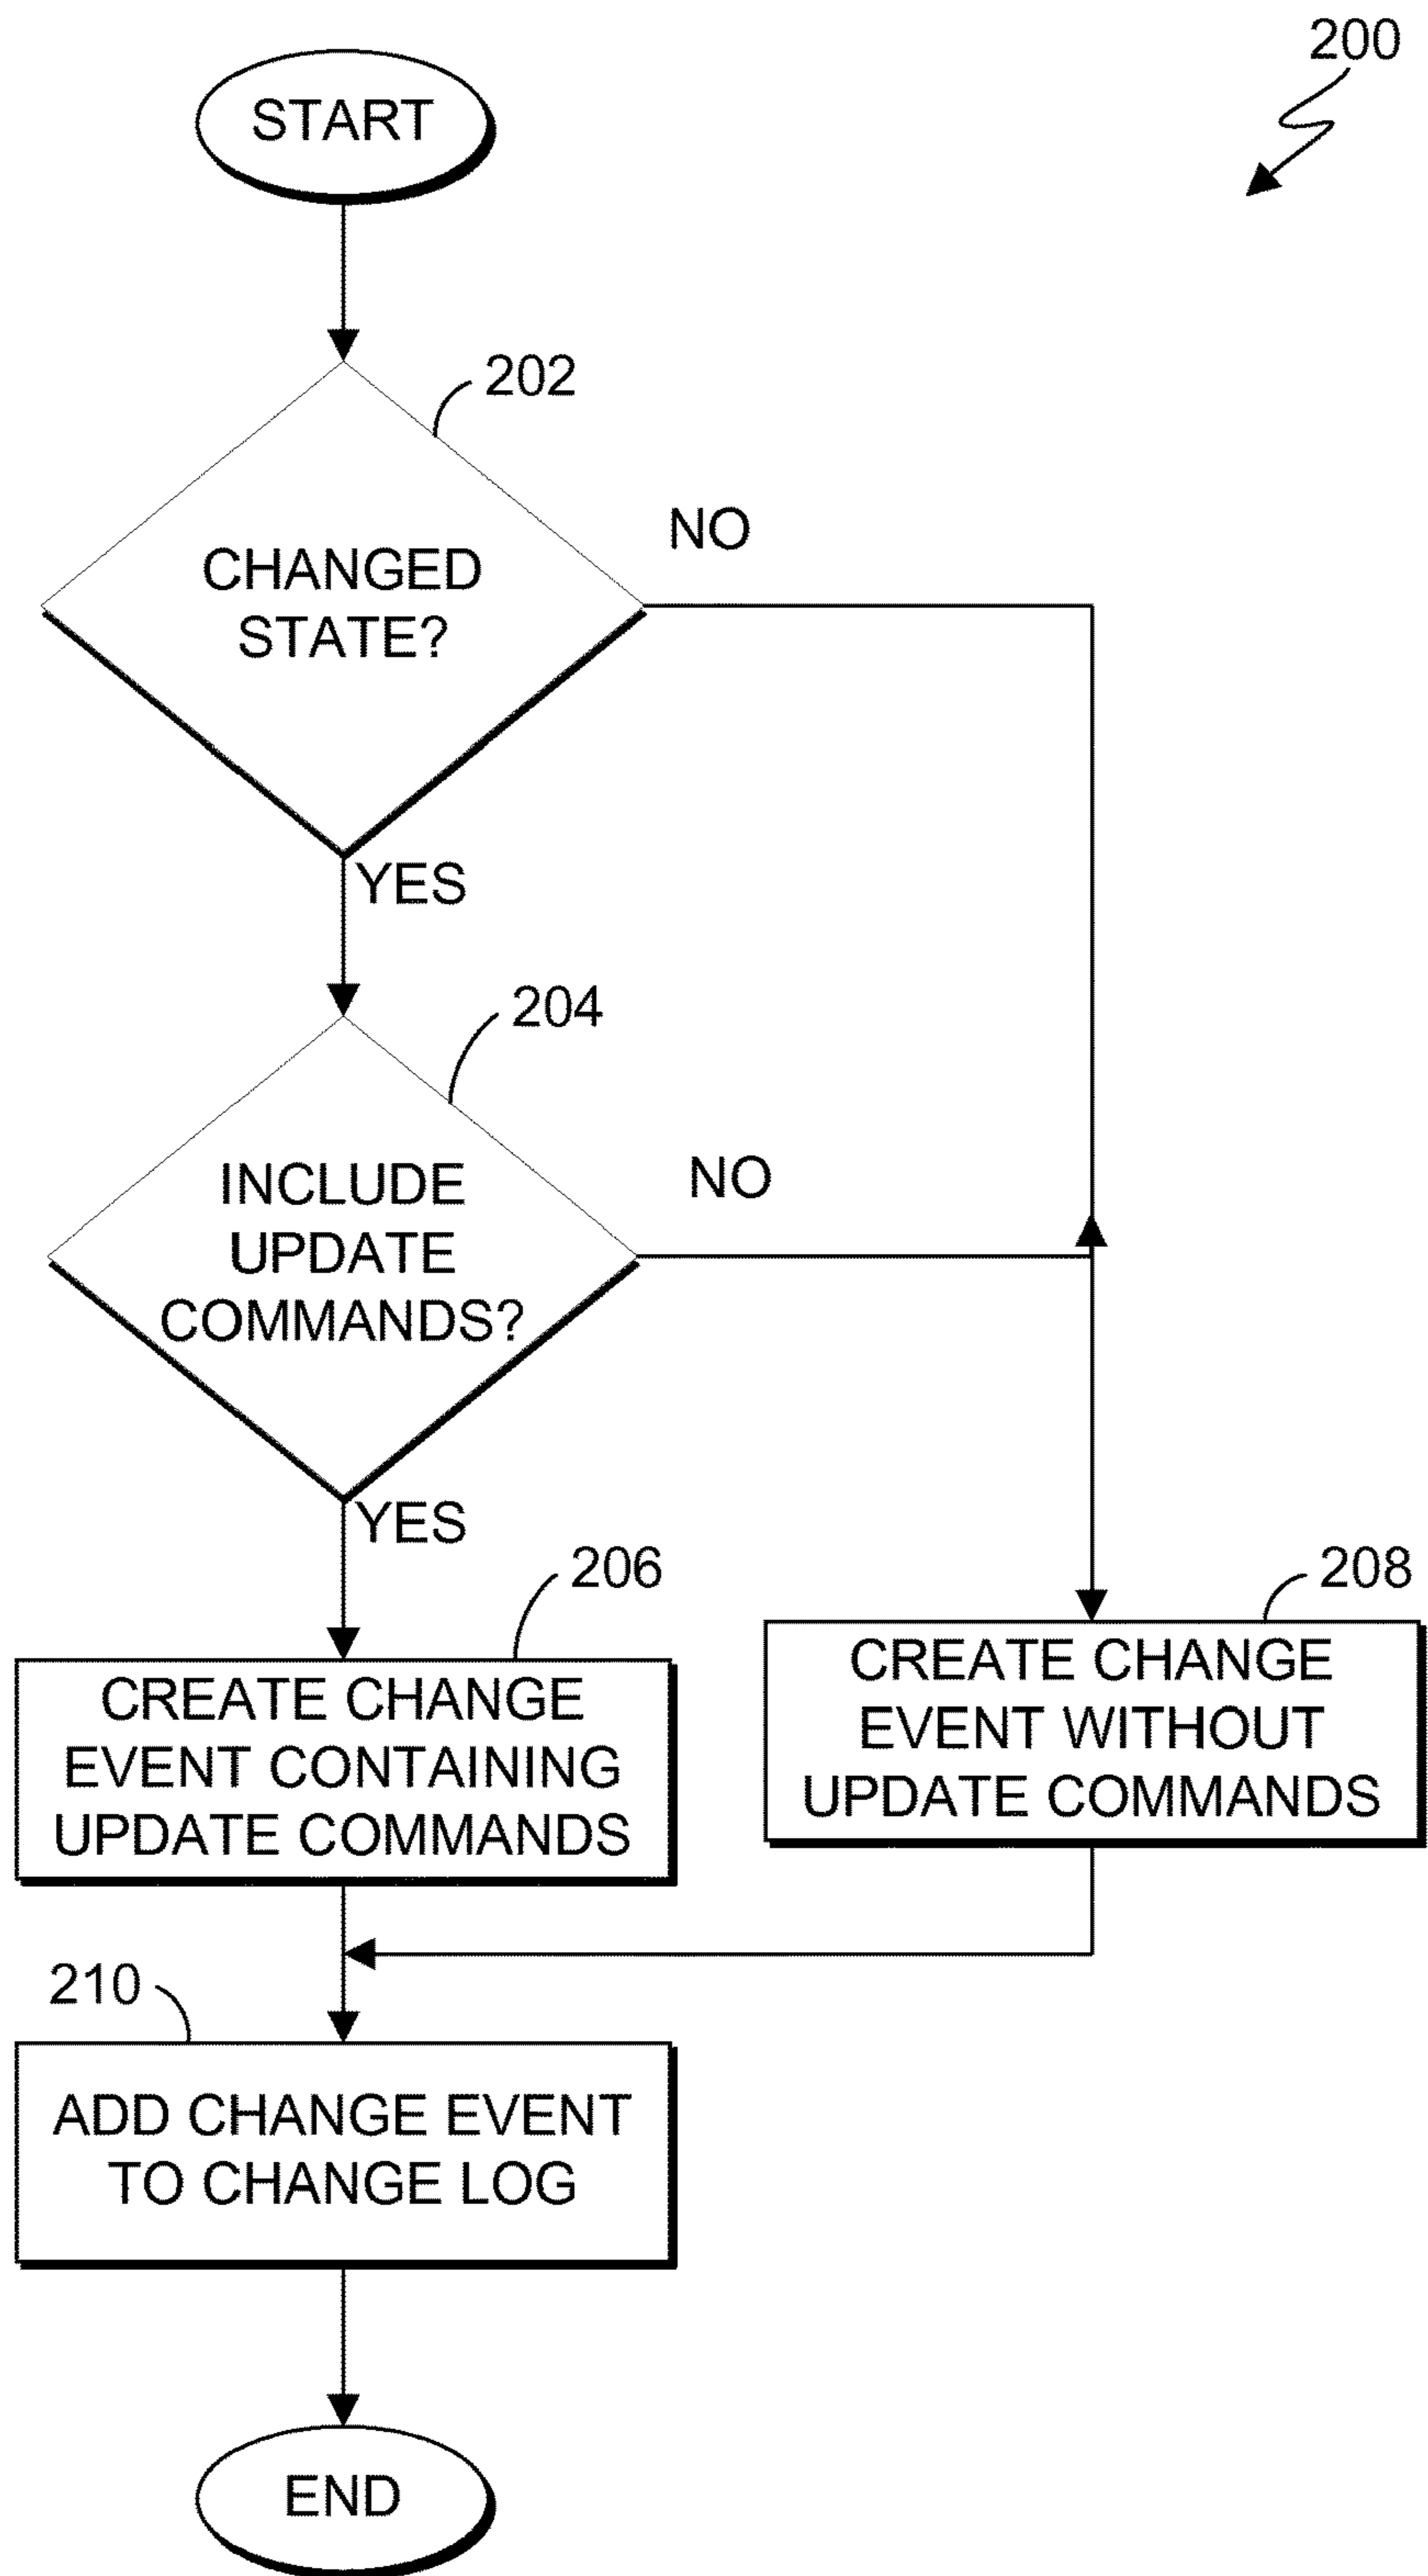 200
START
202
NO
CHANGED
STATE?
YES
204
NO
INCLUDE
UPDATE
COMMANDS?
YES
206
CREATE CHANGE
EVENT CONTAINING
UPDATE COMMANDS
208
CREATE CHANGE
EVENT WITHOUT
UPDATE COMMANDS
210
ADD CHANGE EVENT
TO CHANGE LOG
END